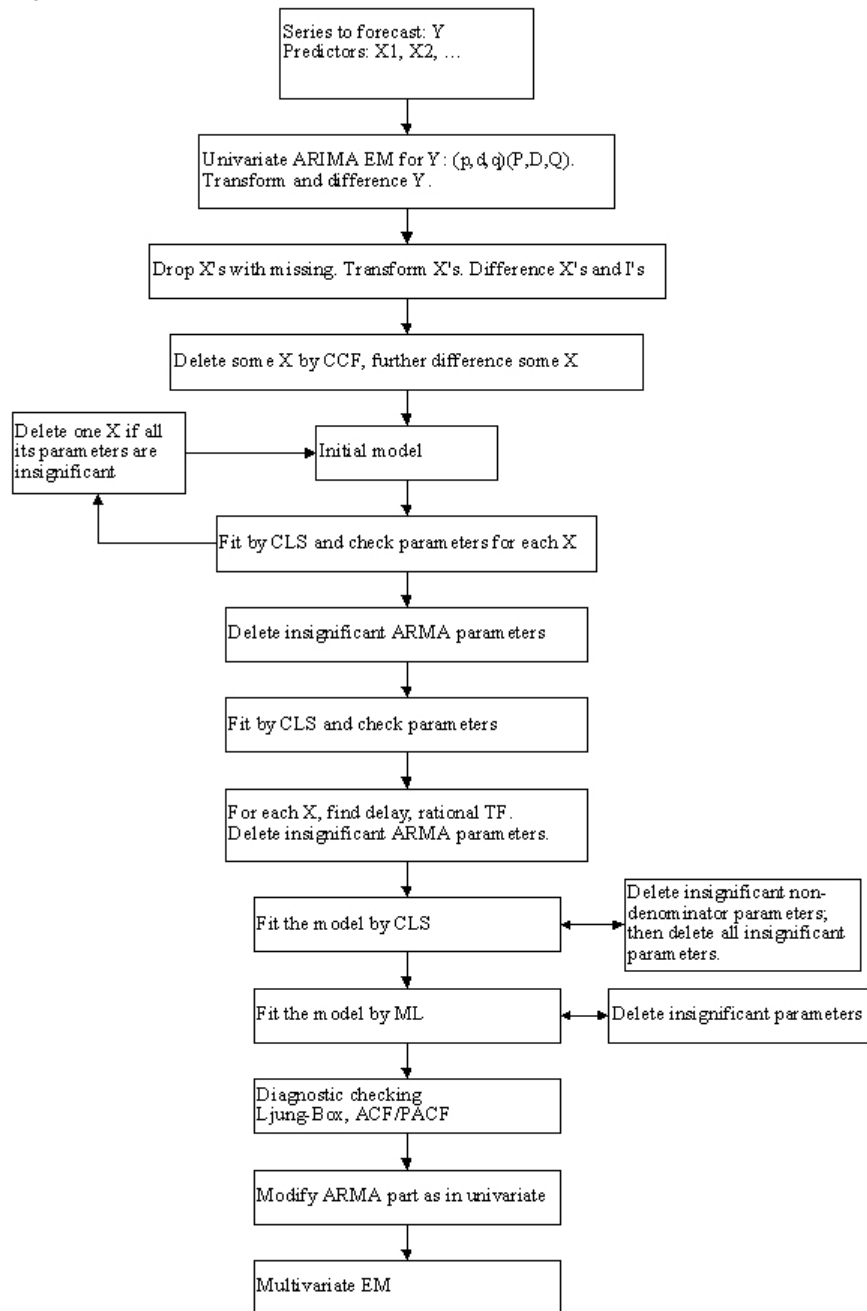 Series to forecast: Y
Predictors: X1, X2, ...
Univariate ARIMA EM for Y: (p,d,q)(P,D,Q).
Transform and difference Y.
Drop X's with missing. Transform X's. Difference X's and I's
Delete some X by CCF, further difference some X
Delete one X if all
its parameters are
insignificant
Initial model
Fit by CLS and check parameters for each X
Delete insignificant ARMA parameters
Fit by CLS and check parameters
For each X, find delay, rational TF.
Delete insignificant ARMA parameters.
Fit the model by CLS
Delete insignificant non-
denominator parameters;
then delete all insignificant
parameters.
Fit the model by ML
Delete insignificant parameters
Diagnostic checking
Ljung-Box, ACF/PACF
Modify ARMA part as in univariate
Multivariate EM